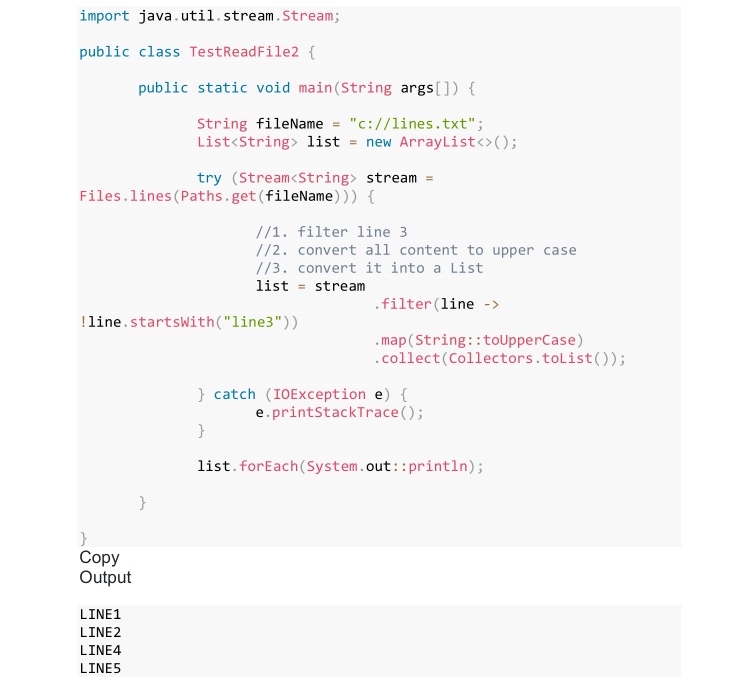 import java.util.stream.Stream;
public class TestReadFile2 {
public static void main(String args[]) {
String fileName = "c://lines.txt";
List<String> list = new ArrayList<>();
try (Stream<String> stream =
Files.lines(Paths.get(fileName))) {
//1. filter line 3
//2. convert all content to upper case
//3. convert it into a List
list = stream
.filter(line ->
!line.startsWith("line3"))
.map(String::toUpperCase)
.collect(Collectors.toList());
} catch (IOException e) {
e.printStackTrace();
}
list.forEach(System.out::println);
}
}
Copy
Output
LINE1
LINE2
LINE4
LINE5